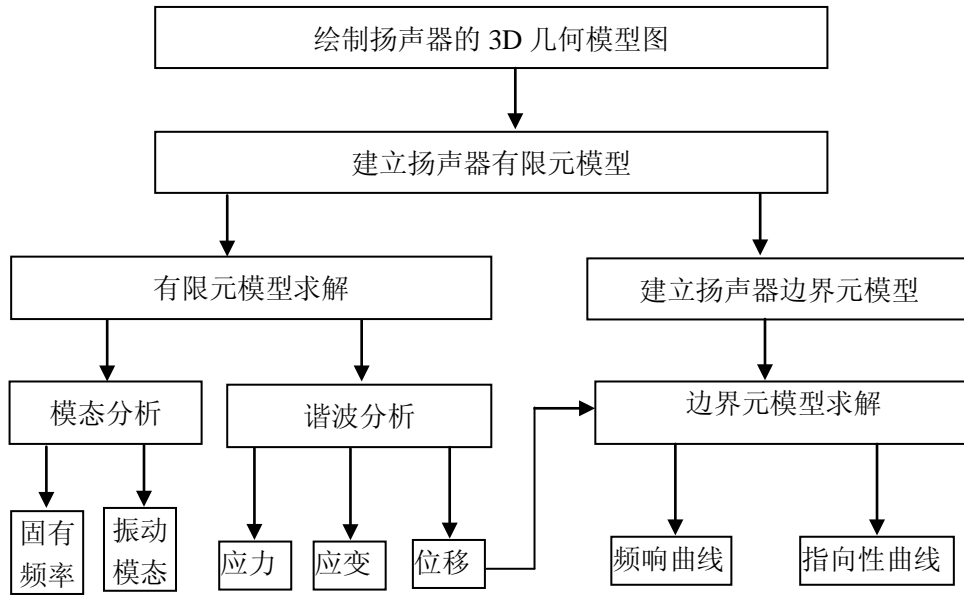 绘制扬声器的 3D 几何模型图
建立扬声器有限元模型
有限元模型求解
建立扬声器边界元模型
模态分析
谐波分析
边界元模型求解
固有
频率
振动
模态
应力
应变
位移
频响曲线
指向性曲线